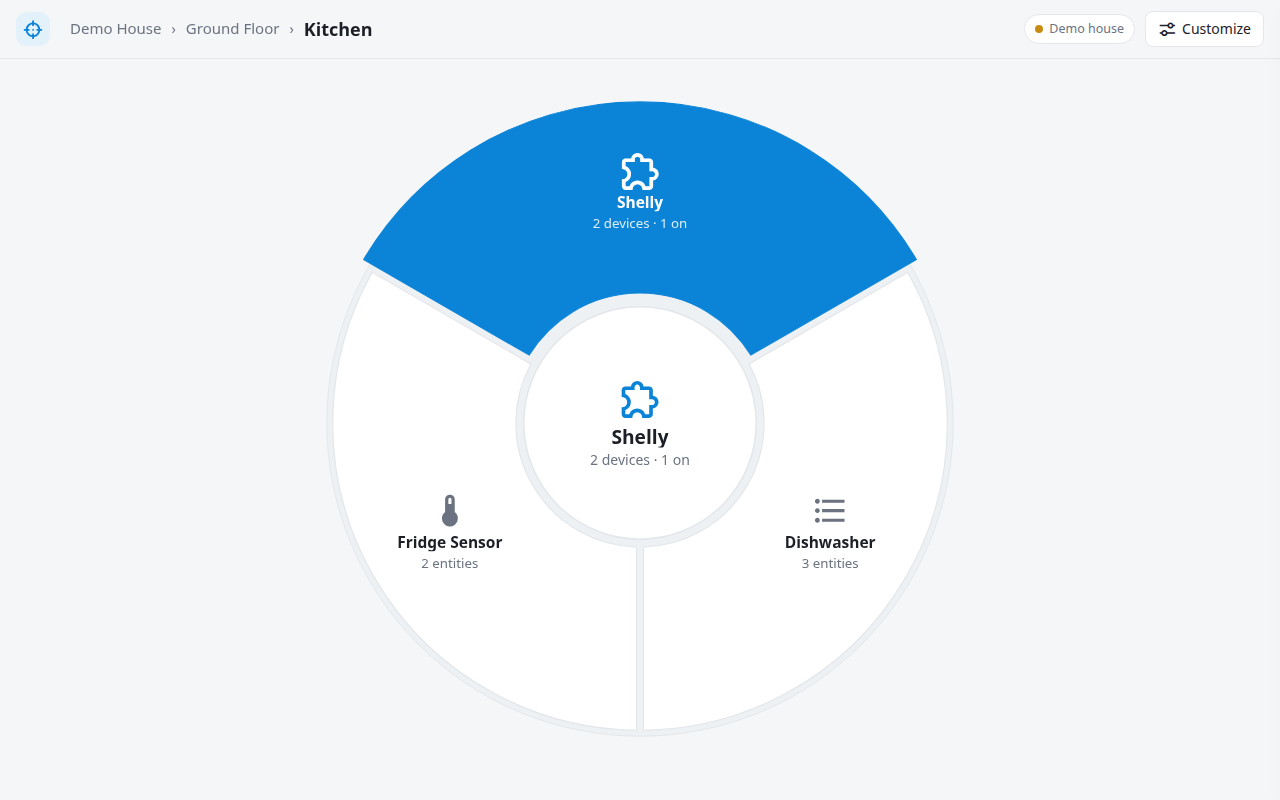 Demo House › Ground Floor › Kitchen
Demo house
Customize
Shelly
2 devices · 1 on
Shelly
2 devices · 1 on
Fridge Sensor
2 entities
Dishwasher
3 entities